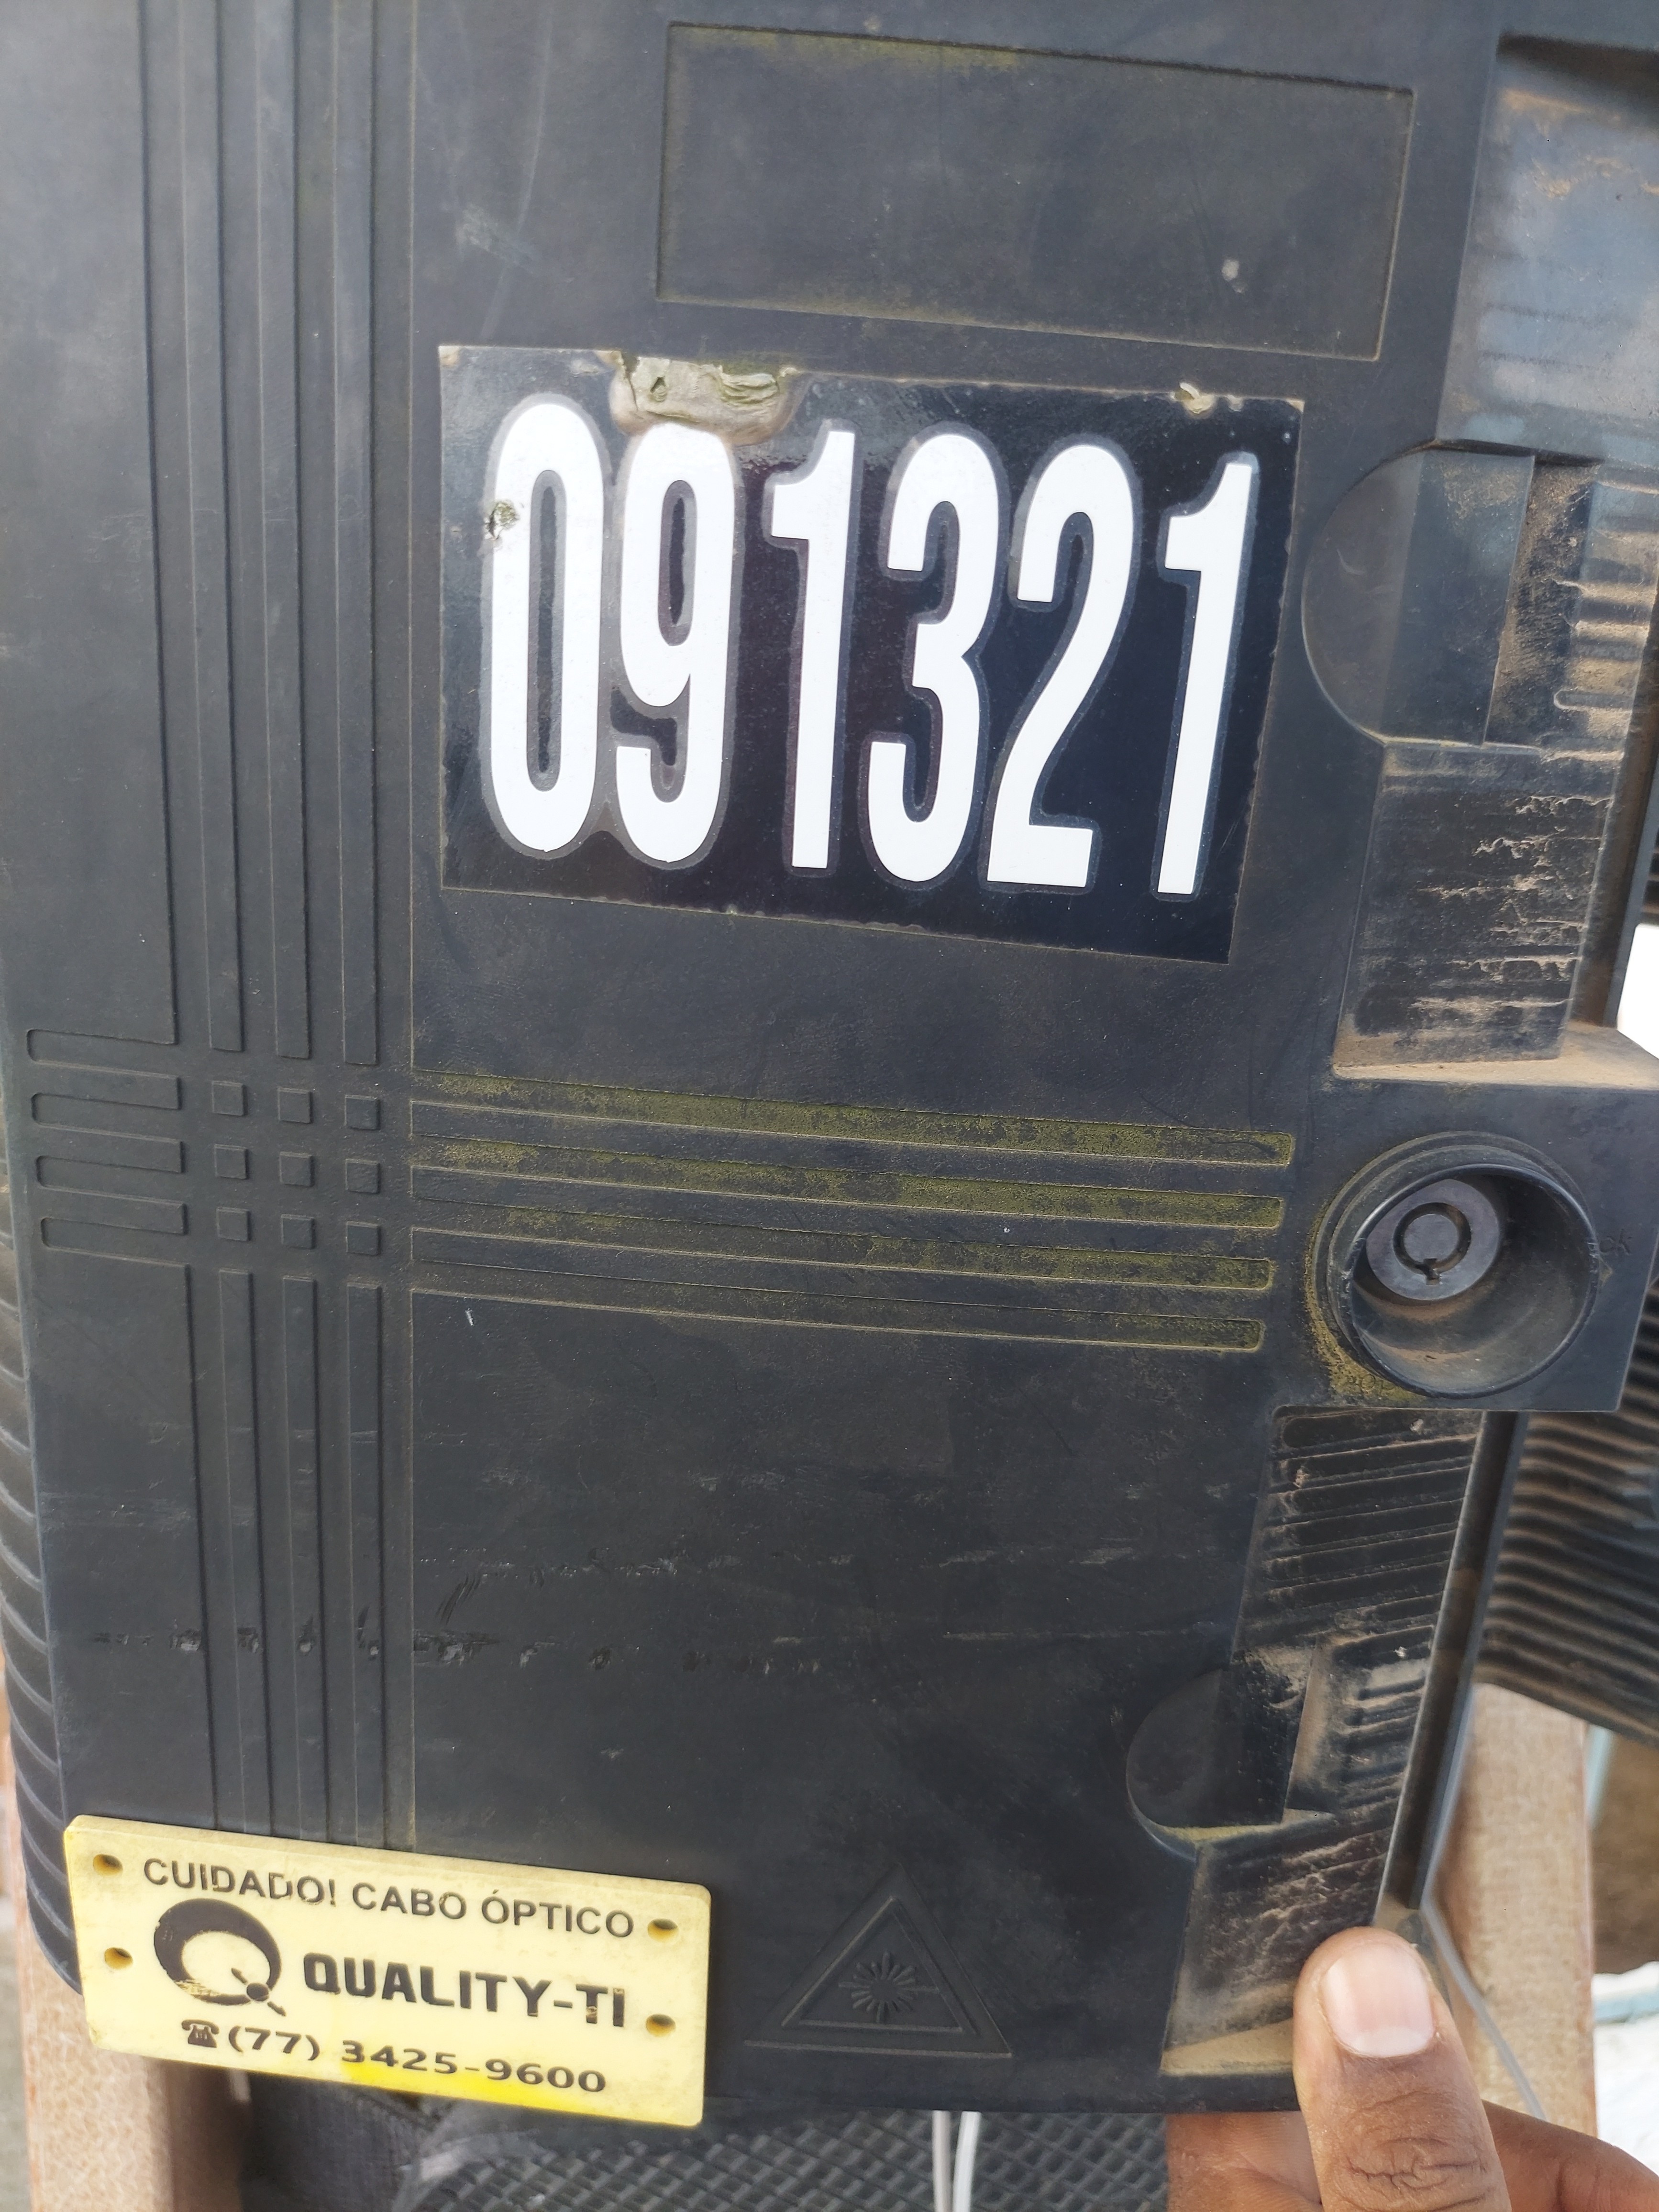 091321
CUIDADO! CABO ÓPTICO
QUALITY-TI
☎(77) 3425-9600